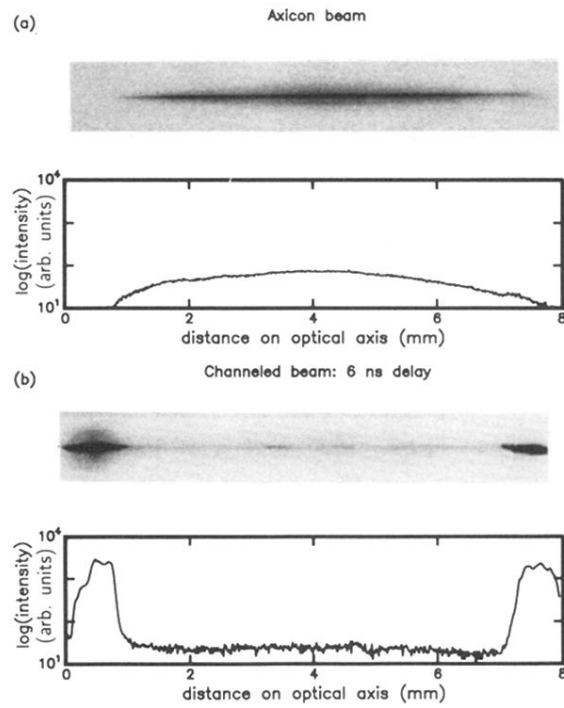 (a)
Axicon beam
log(intensity)
(arb. units)
10⁴
10¹
0 2 4 6 8
distance on optical axis (mm)
(b)
Channeled beam: 6 ns delay
log(intensity)
(arb. units)
10⁴
10¹
0 2 4 6 8
distance on optical axis (mm)